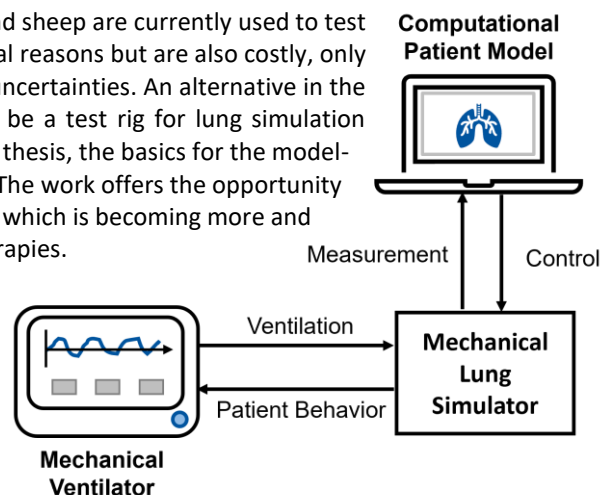 nd sheep are currently used to test
al reasons but are also costly, only
uncertainties. An alternative in the
be a test rig for lung simulation
thesis, the basics for the model-
The work offers the opportunity
which is becoming more and
rapies.
Computational
Patient Model
Measurement
Control
Ventilation
Patient Behavior
Mechanical
Lung
Simulator
Mechanical
Ventilator